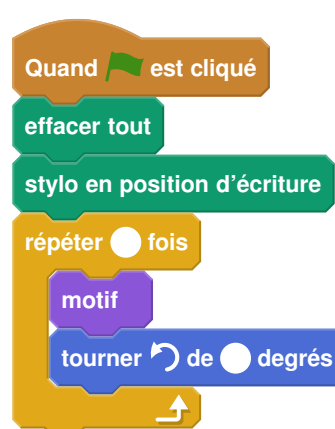 Quand est cliqué
effacer tout
stylo en position d'écriture
répéter fois
motif
tourner de degrés